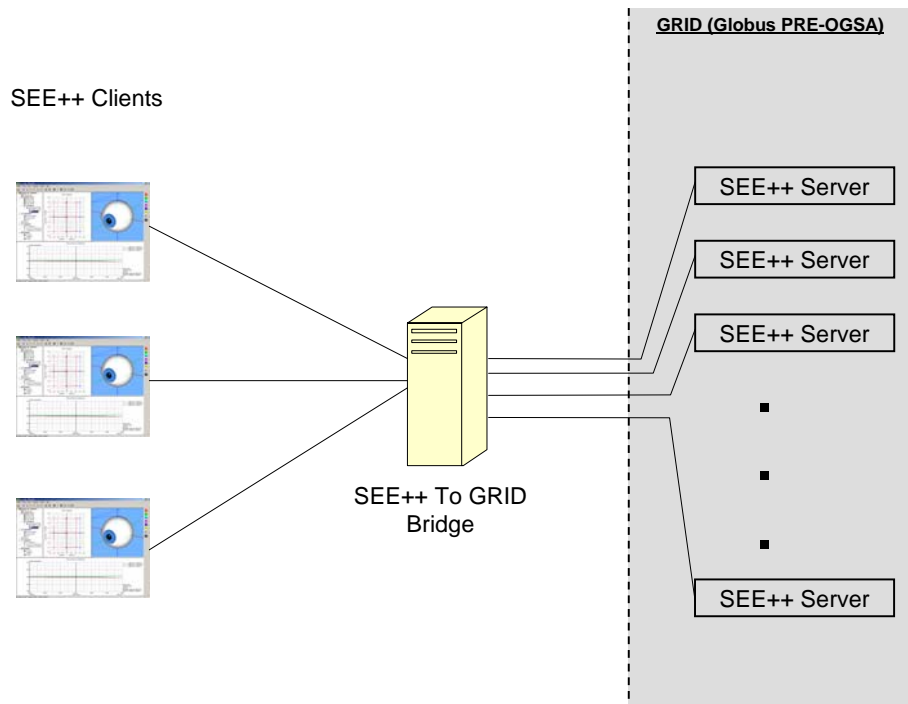 GRID (Globus PRE-OGSA)
SEE++ Clients
SEE++ Server
SEE++ Server
SEE++ Server
SEE++ To GRID
Bridge
SEE++ Server